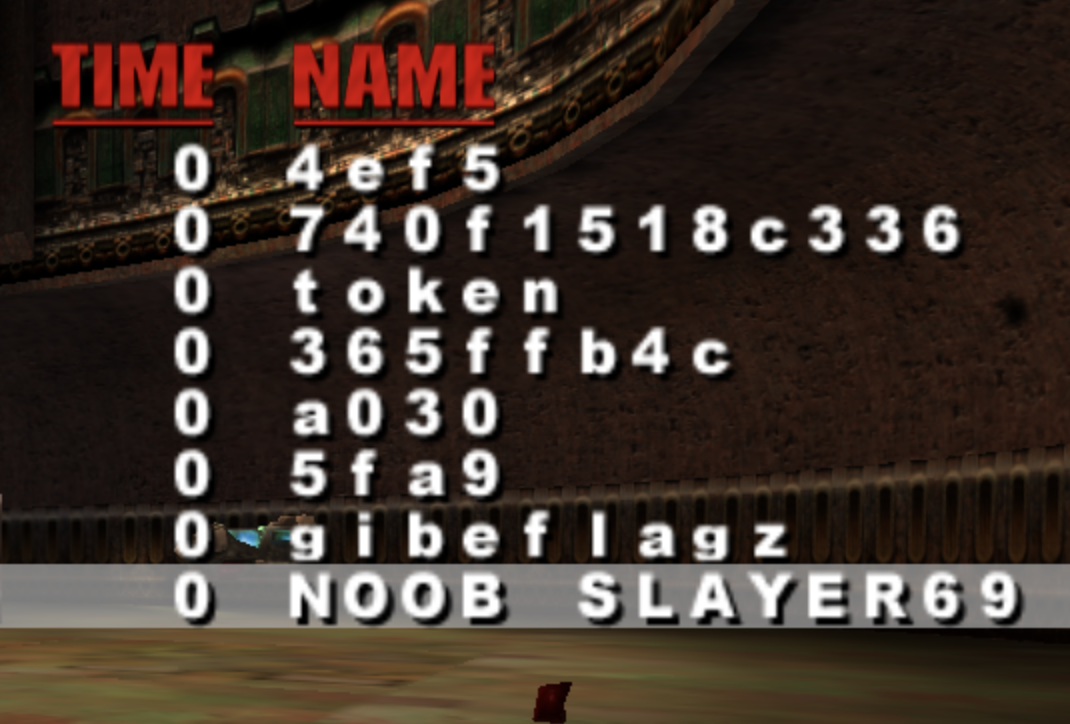 TIME NAME
0 4ef5
0 740f1518c336
0 token
0 365ffb4c
0 a030
0 5fa9
0 gibeflagz
0 NOOB SLAYER69